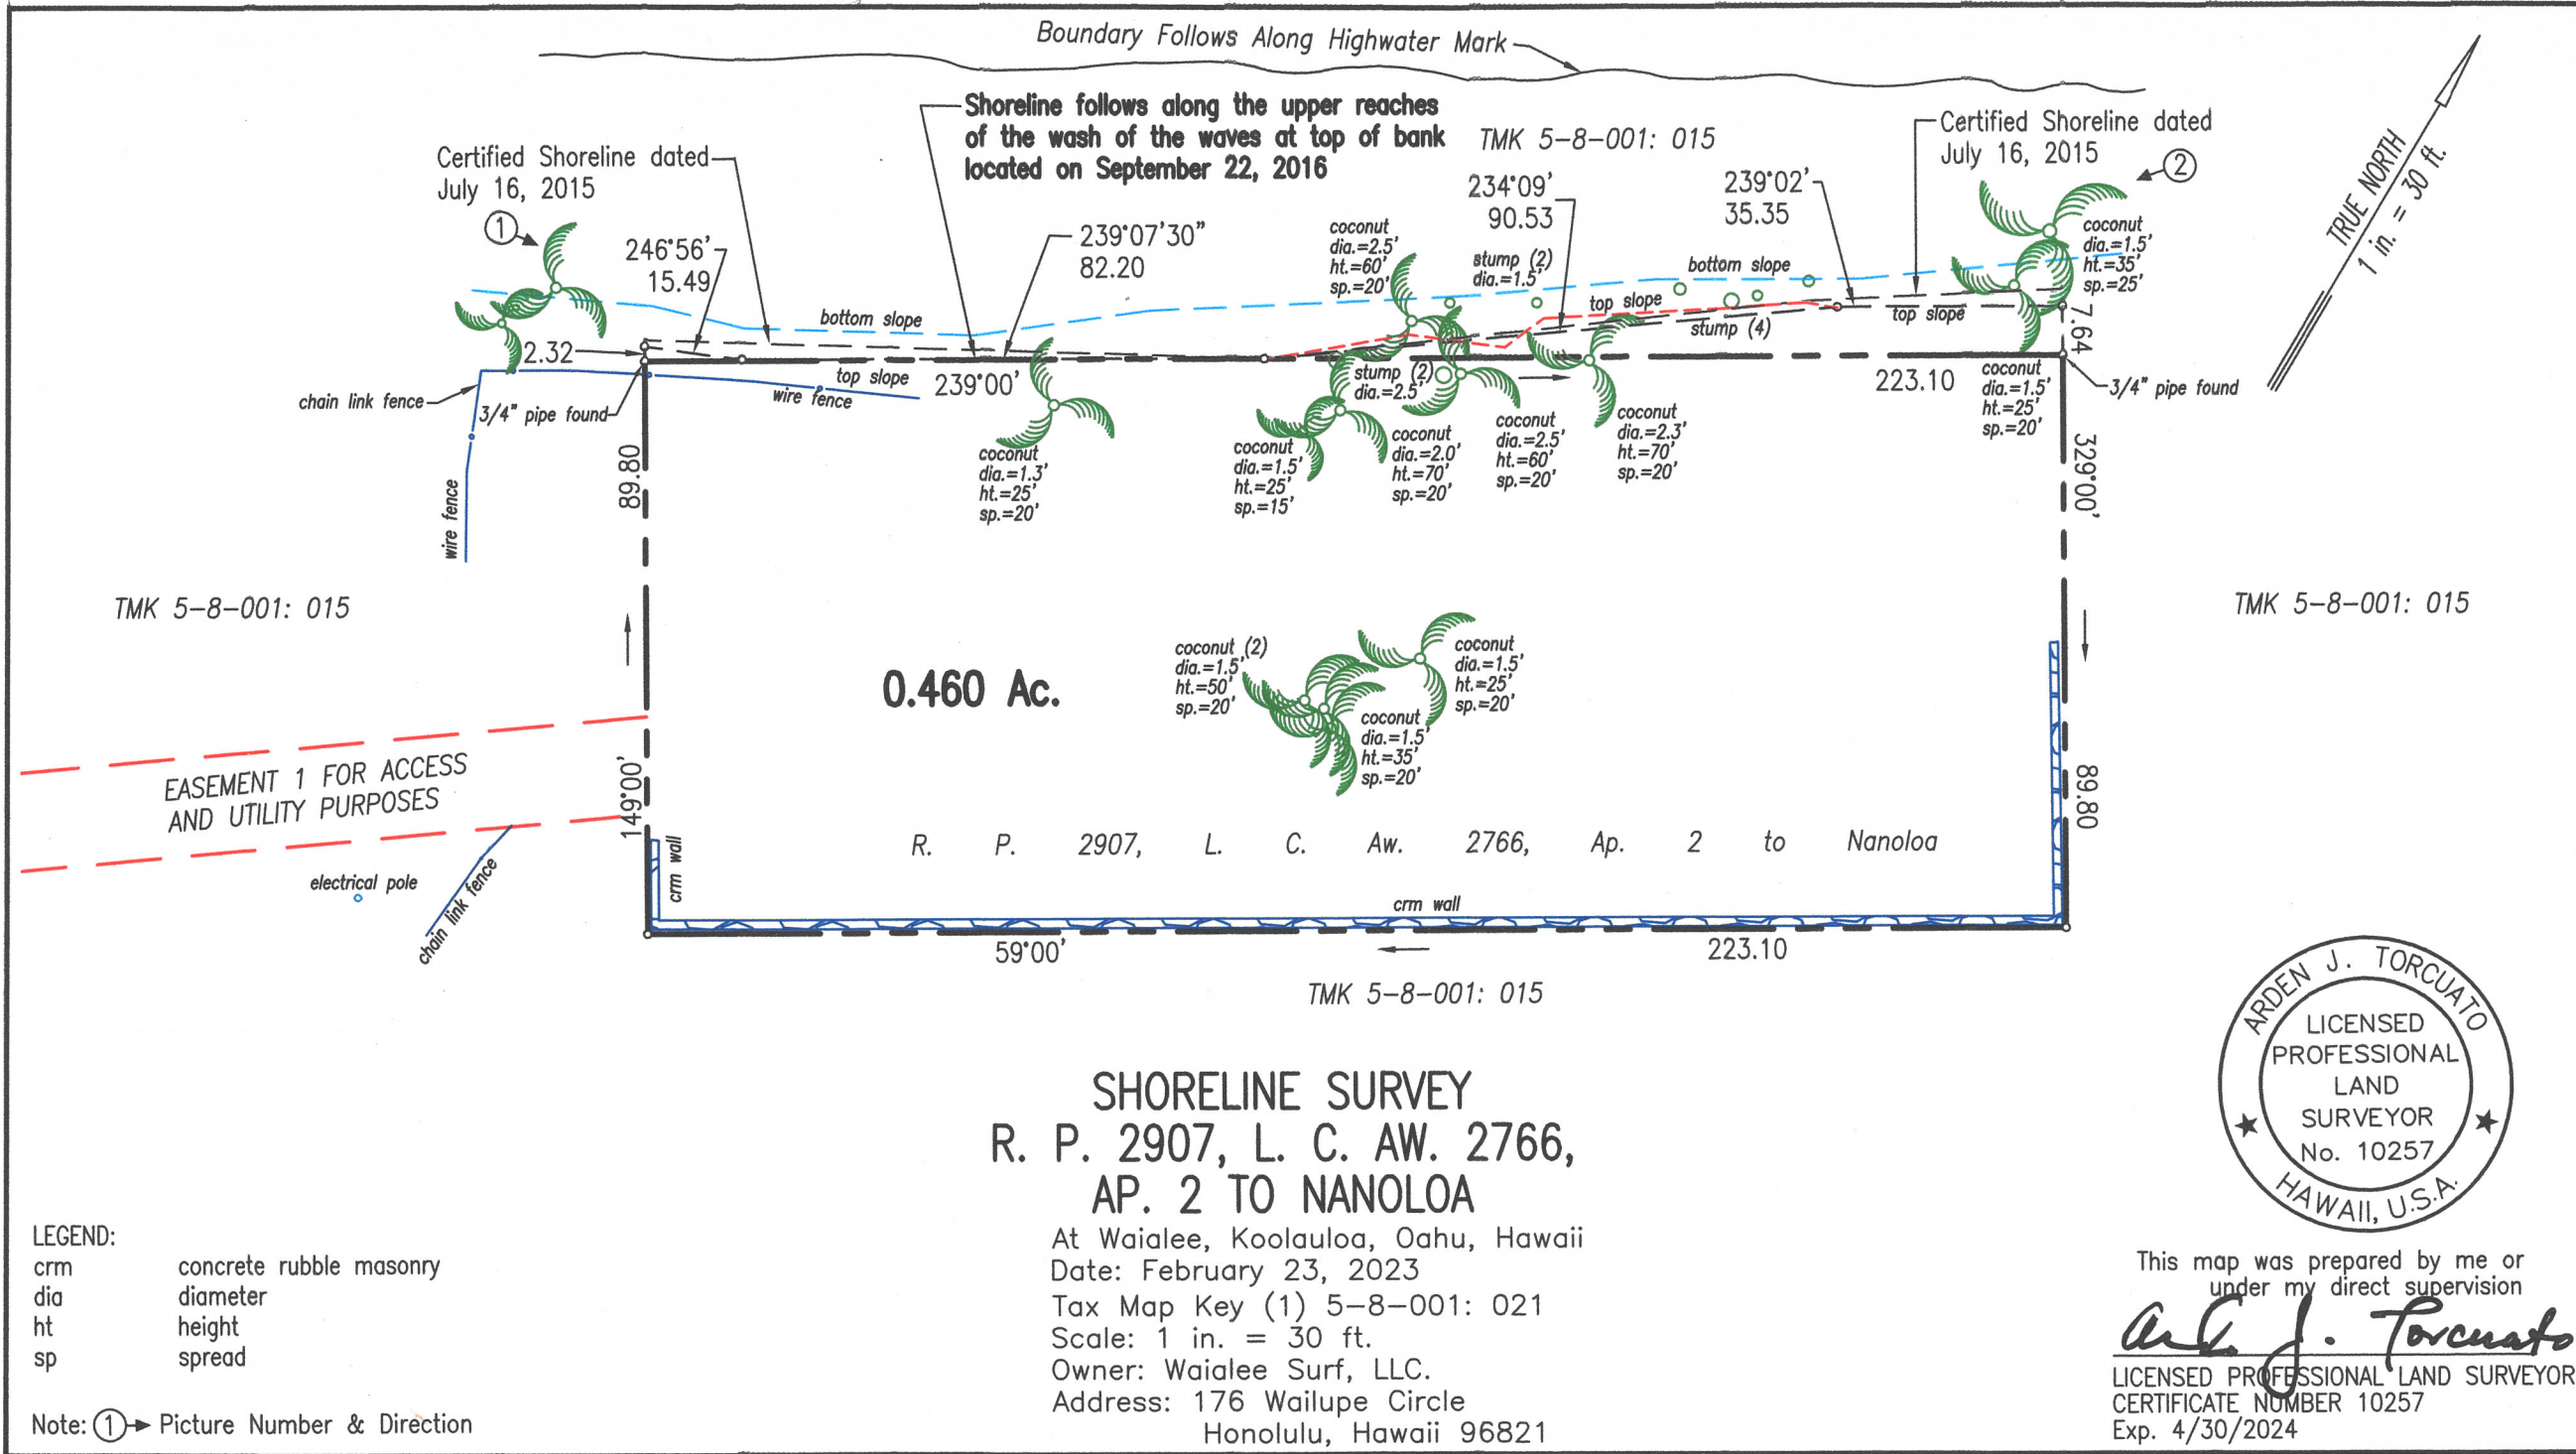 Boundary Follows Along Highwater Mark
Shoreline follows along the upper reaches
of the wash of the waves at top of bank
located on September 22, 2016
TMK 5-8-001: 015
Certified Shoreline dated
July 16, 2015
2
TRUE NORTH
1 in. = 30 ft.
Certified Shoreline dated
July 16, 2015
1
246°56'
15.49
239°07'30"
82.20
coconut
dia.=2.5'
ht.=60'
sp.=20'
stump (2)
dia.=1.5'
234°09'
90.53
239°02'
35.35
coconut
dia.=1.5'
ht.=35'
sp.=25'
bottom slope
bottom slope
top slope
top slope
stump (4)
7.64
2.32
chain link fence
3/4" pipe found
top slope
239°00'
wire fence
stump (2)
dia.=2.5'
223.10
coconut
dia.=1.5'
ht.=25'
sp.=20'
3/4" pipe found
coconut
dia.=1.3'
ht.=25'
sp.=20'
coconut
dia.=1.5'
ht.=25'
sp.=15'
coconut
dia.=2.0'
ht.=70'
sp.=20'
coconut
dia.=2.5'
ht.=60'
sp.=20'
coconut
dia.=2.3'
ht.=70'
sp.=20'
wire fence
89.80
329°00'
TMK 5-8-001: 015
TMK 5-8-001: 015
0.460 Ac.
coconut (2)
dia.=1.5'
ht.=50'
sp.=20'
coconut
dia.=1.5'
ht.=25'
sp.=20'
coconut
dia.=1.5'
ht.=35'
sp.=20'
EASEMENT 1 FOR ACCESS
AND UTILITY PURPOSES
149°00'
89.80
electrical pole
chain link fence
crm wall
R. P. 2907, L. C. Aw. 2766, Ap. 2 to Nanoloa
crm wall
59°00'
223.10
TMK 5-8-001: 015
SHORELINE SURVEY
R. P. 2907, L. C. AW. 2766,
AP. 2 TO NANOLOA
At Waialee, Koolauloa, Oahu, Hawaii
Date: February 23, 2023
Tax Map Key (1) 5-8-001: 021
Scale: 1 in. = 30 ft.
Owner: Waialee Surf, LLC.
Address: 176 Wailupe Circle
Honolulu, Hawaii 96821
LEGEND:
crm concrete rubble masonry
dia diameter
ht height
sp spread
Note: 1 Picture Number & Direction
ARDEN J. TORCUATO
LICENSED
PROFESSIONAL
LAND
SURVEYOR
No. 10257
HAWAII, U.S.A.
This map was prepared by me or
under my direct supervision
Arden J. Torcuato
LICENSED PROFESSIONAL LAND SURVEYOR
CERTIFICATE NUMBER 10257
Exp. 4/30/2024